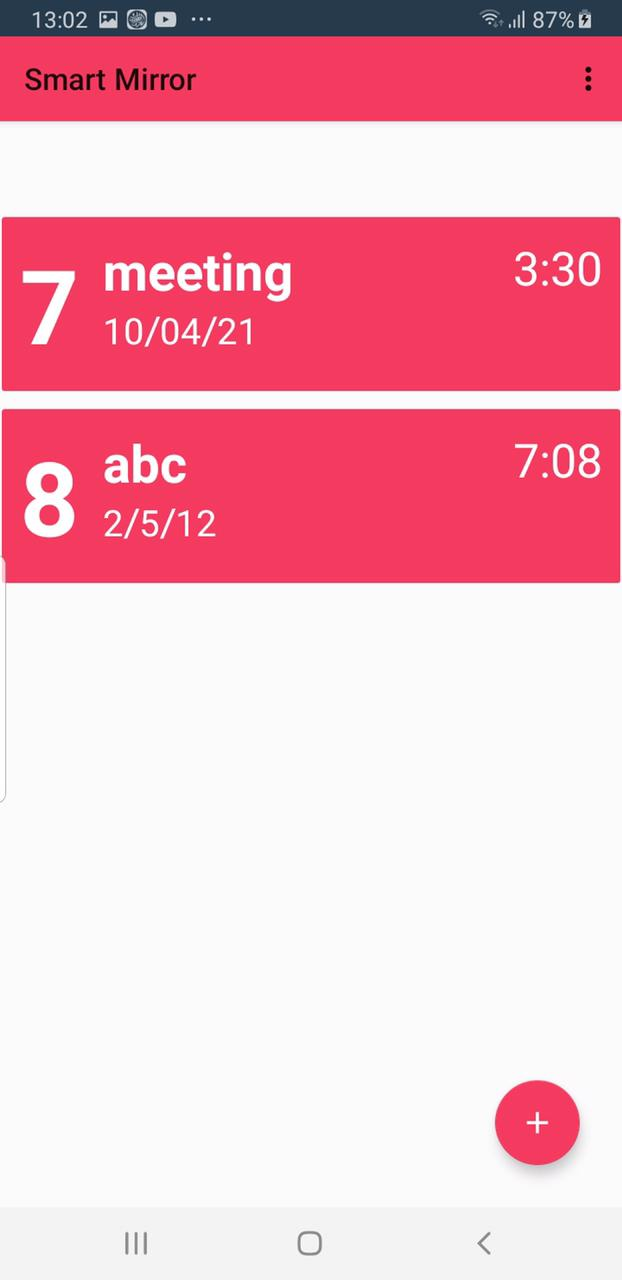 13:02 87%
Smart Mirror
7 meeting 3:30
10/04/21
8 abc 7:08
2/5/12
+